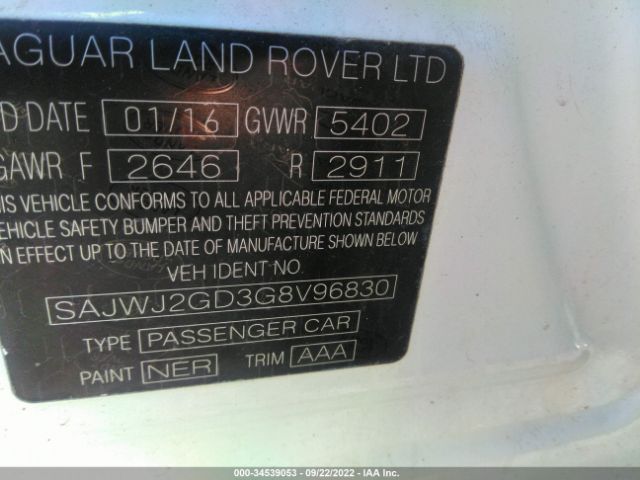 AGUAR LAND ROVER LTD
D DATE 01/16 GVWR 5402
GAWR F 2646 R 2911
IS VEHICLE CONFORMS TO ALL APPLICABLE FEDERAL MOTOR
EHICLE SAFETY BUMPER AND THEFT PREVENTION STANDARDS
N EFFECT UP TO THE DATE OF MANUFACTURE SHOWN BELOW
VEH IDENT NO.
SAJWJ2GD3G8V96830
TYPE PASSENGER CAR
PAINT NER TRIM AAA
000-34539053 - 09/22/2022 - IAA Inc.